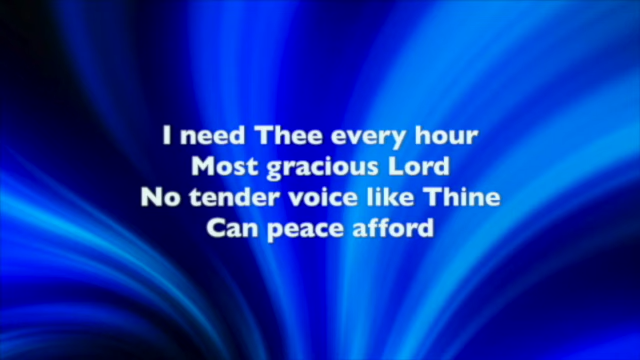 I need Thee every hour
Most gracious Lord
No tender voice like Thine
Can peace afford